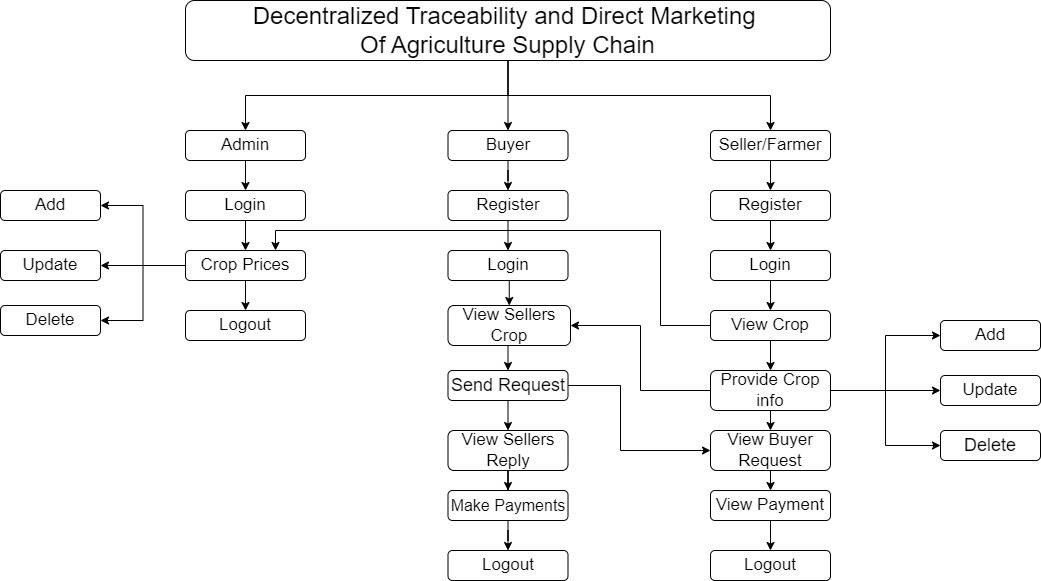 Decentralized Traceability and Direct Marketing
Of Agriculture Supply Chain
Admin
Buyer
Seller/Farmer
Add
Login
Register
Register
Update
Crop Prices
Login
Login
Delete
Logout
View Sellers
Crop
View Crop
Add
Send Request
Provide Crop
info
Update
View Sellers
Reply
View Buyer
Request
Delete
Make Payments
View Payment
Logout
Logout